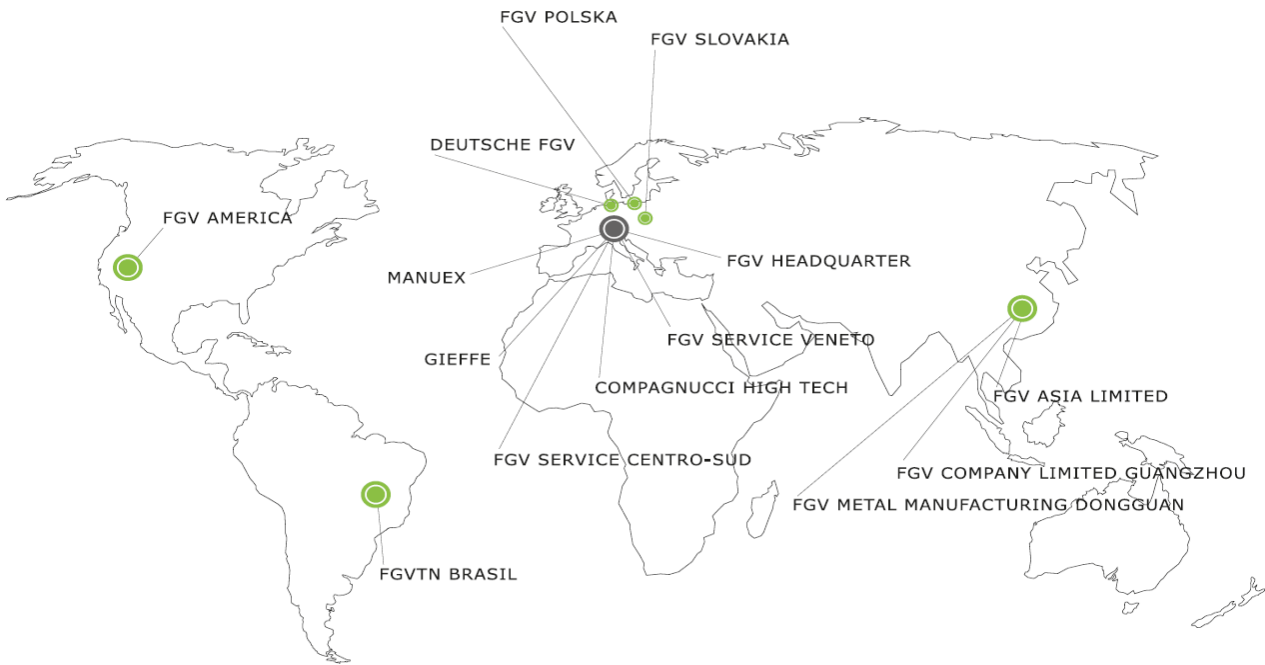 FGV POLSKA
FGV SLOVAKIA
DEUTSCHE FGV
FGV AMERICA
FGV HEADQUARTER
MANUEX
FGV SERVICE VENETO
GIEFFE
COMPAGNUCCI HIGH TECH
FGV ASIA LIMITED
FGV SERVICE CENTRO-SUD
FGV COMPANY LIMITED GUANGZHOU
FGV METAL MANUFACTURING DONGGUAN
FGVTN BRASIL